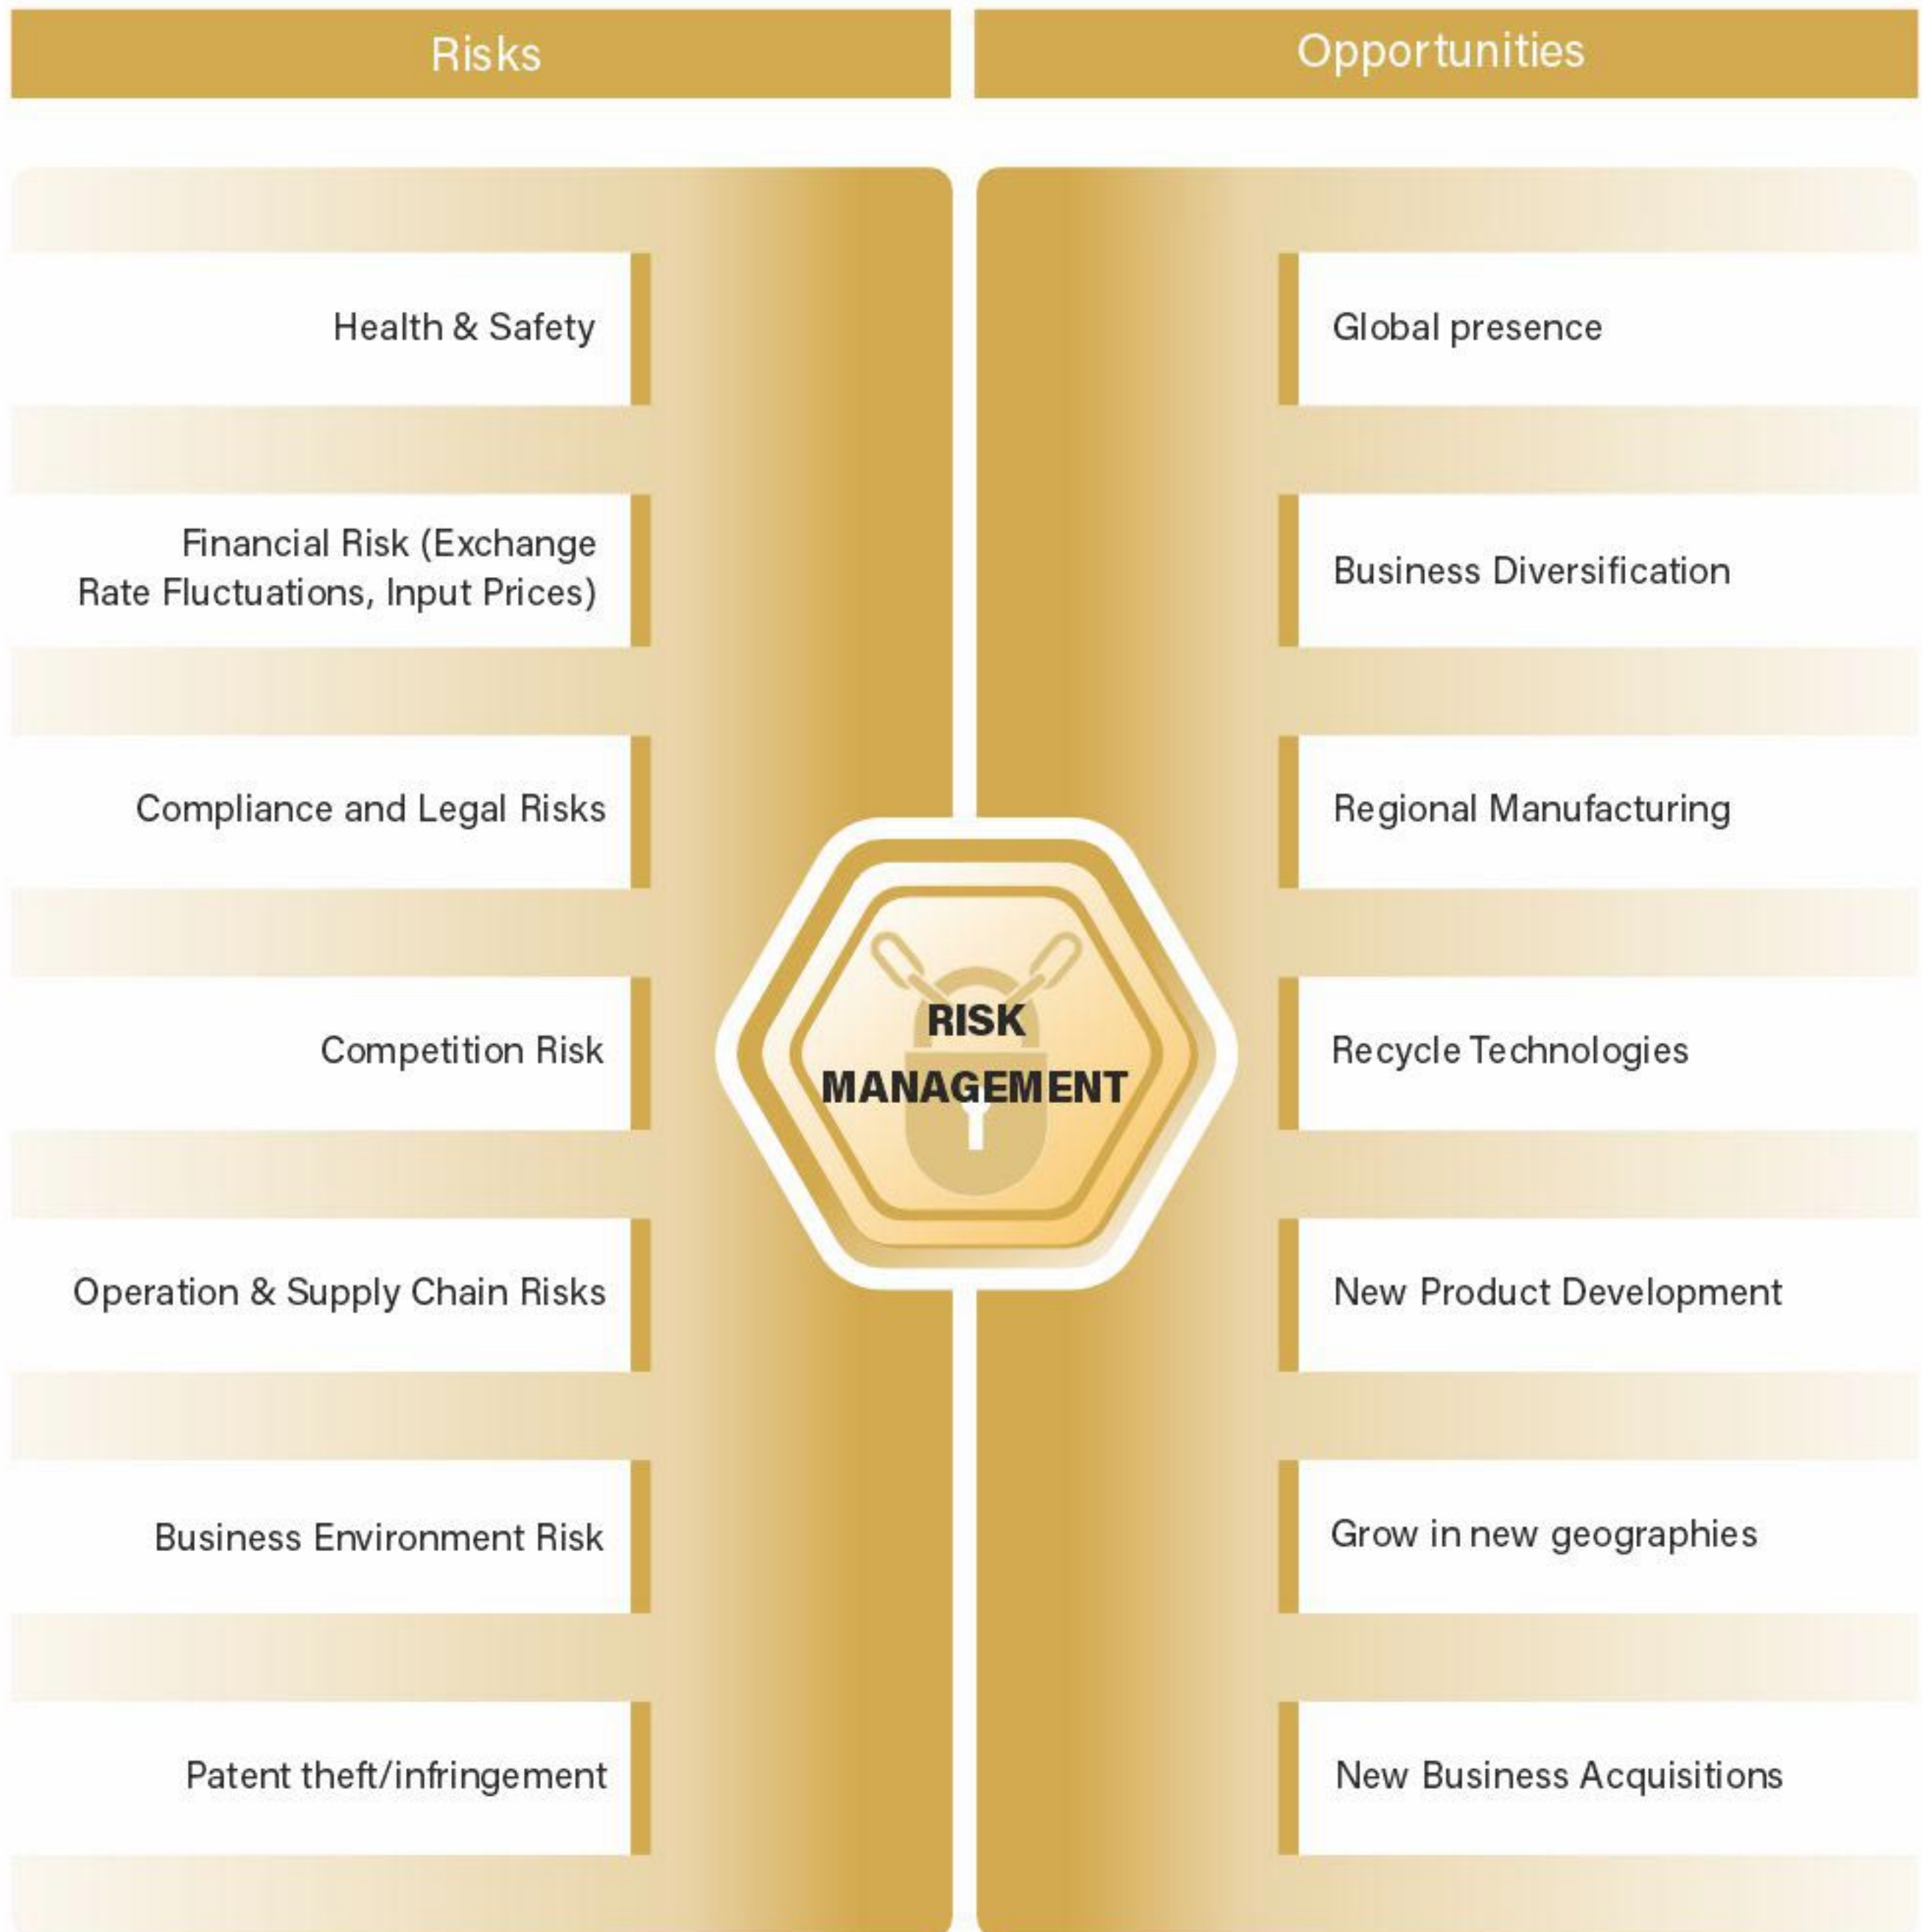 Risks
Opportunities
Health & Safety
Global presence
Financial Risk (Exchange
Rate Fluctuations, Input Prices)
Business Diversification
Compliance and Legal Risks
Regional Manufacturing
RISK
MANAGEMENT
Competition Risk
Recycle Technologies
Operation & Supply Chain Risks
New Product Development
Business Environment Risk
Grow in new geographies
Patent theft/infringement
New Business Acquisitions